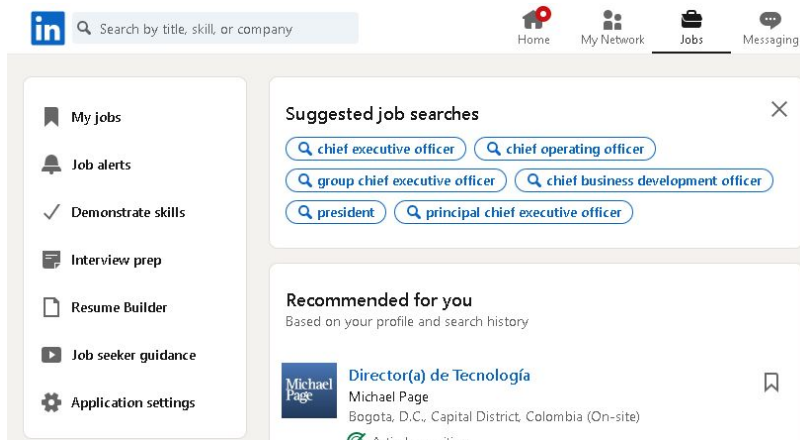 in
Search by title, skill, or company
Home
My Network
Jobs
Messaging
My jobs
Job alerts
Demonstrate skills
Interview prep
Resume Builder
Job seeker guidance
Application settings
Suggested job searches
chief executive officer
chief operating officer
group chief executive officer
chief business development officer
president
principal chief executive officer
Recommended for you
Based on your profile and search history
Michael
Page
Director(a) de Tecnología
Michael Page
Bogota, D.C., Capital District, Colombia (On-site)